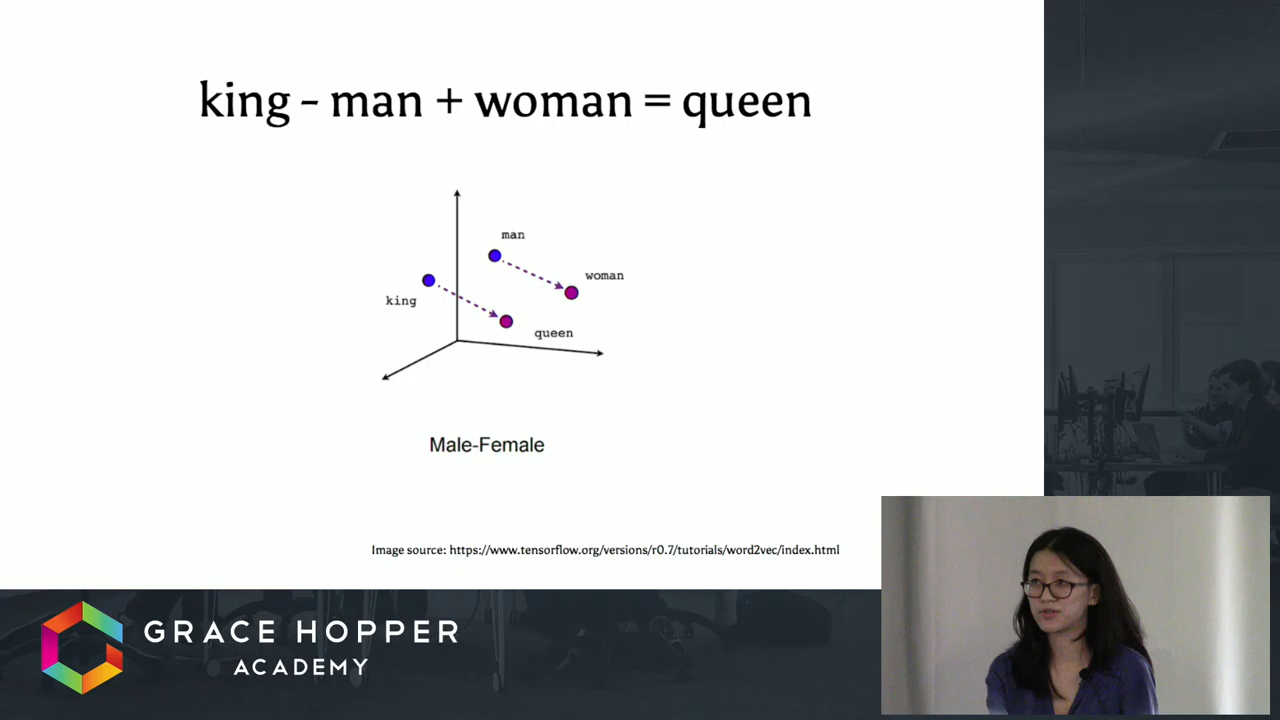 king - man + woman = queen
man
woman
king
queen
Male-Female
Image source: https://www.tensorflow.org/versions/r0.7/tutorials/word2vec/index.html
GRACE HOPPER
ACADEMY